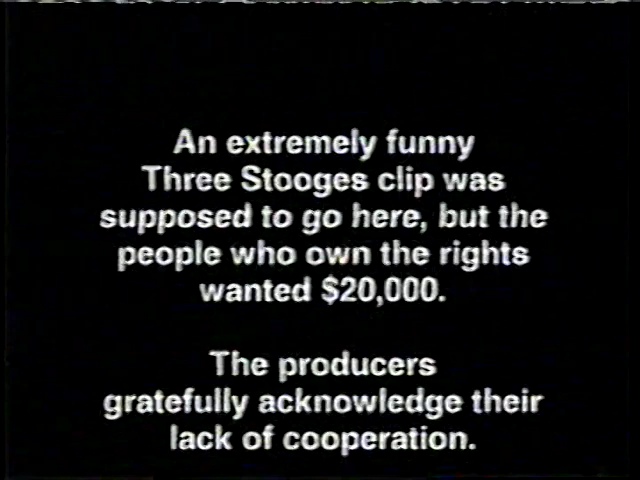 An extremely funny
Three Stooges clip was
supposed to go here, but the
people who own the rights
wanted $20,000.
The producers
gratefully acknowledge their
lack of cooperation.